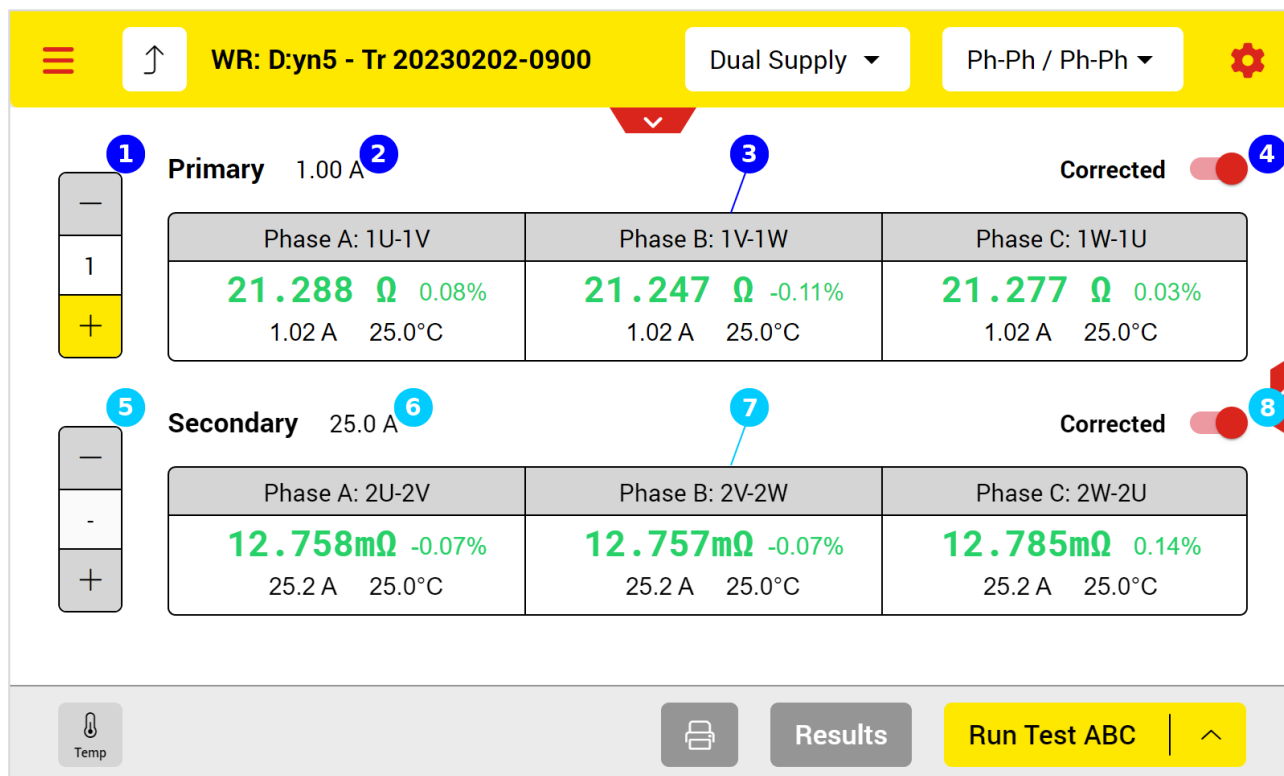 WR: D:yn5 - Tr 20230202-0900 Dual Supply Ph-Ph / Ph-Ph
1 Primary 1.00 A 2 3 Corrected 4
—
1
+
Phase A: 1U-1V Phase B: 1V-1W Phase C: 1W-1U
21.288 Ω 0.08% 21.247 Ω -0.11% 21.277 Ω 0.03%
1.02 A 25.0°C 1.02 A 25.0°C 1.02 A 25.0°C
5 Secondary 25.0 A 6 7 Corrected 8
—
-
+
Phase A: 2U-2V Phase B: 2V-2W Phase C: 2W-2U
12.758mΩ -0.07% 12.757mΩ -0.07% 12.785mΩ 0.14%
25.2 A 25.0°C 25.2 A 25.0°C 25.2 A 25.0°C
Temp Results Run Test ABC